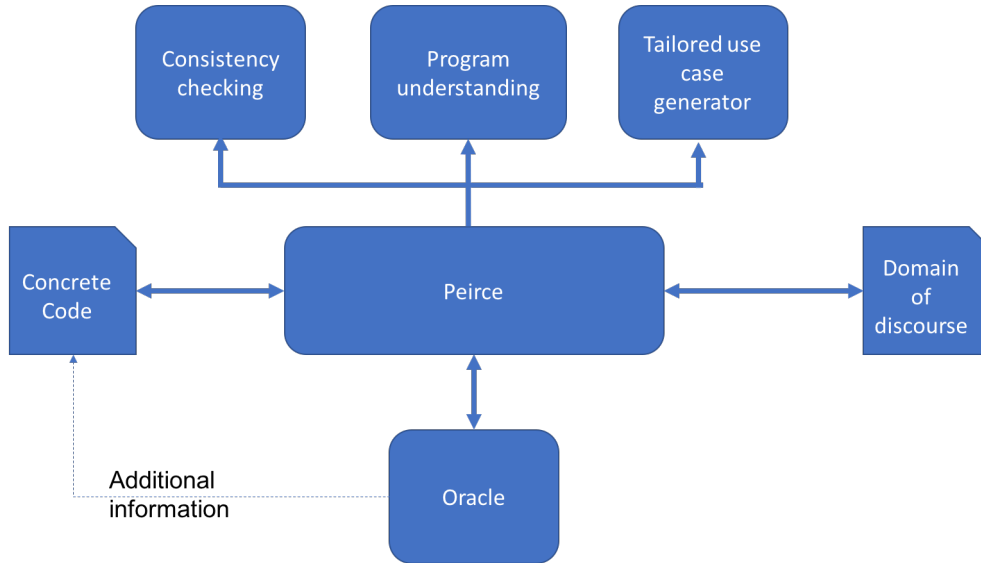 Consistency
checking
Program
understanding
Tailored use
case
generator
Concrete
Code
Peirce
Domain
of
discourse
Additional
information
Oracle